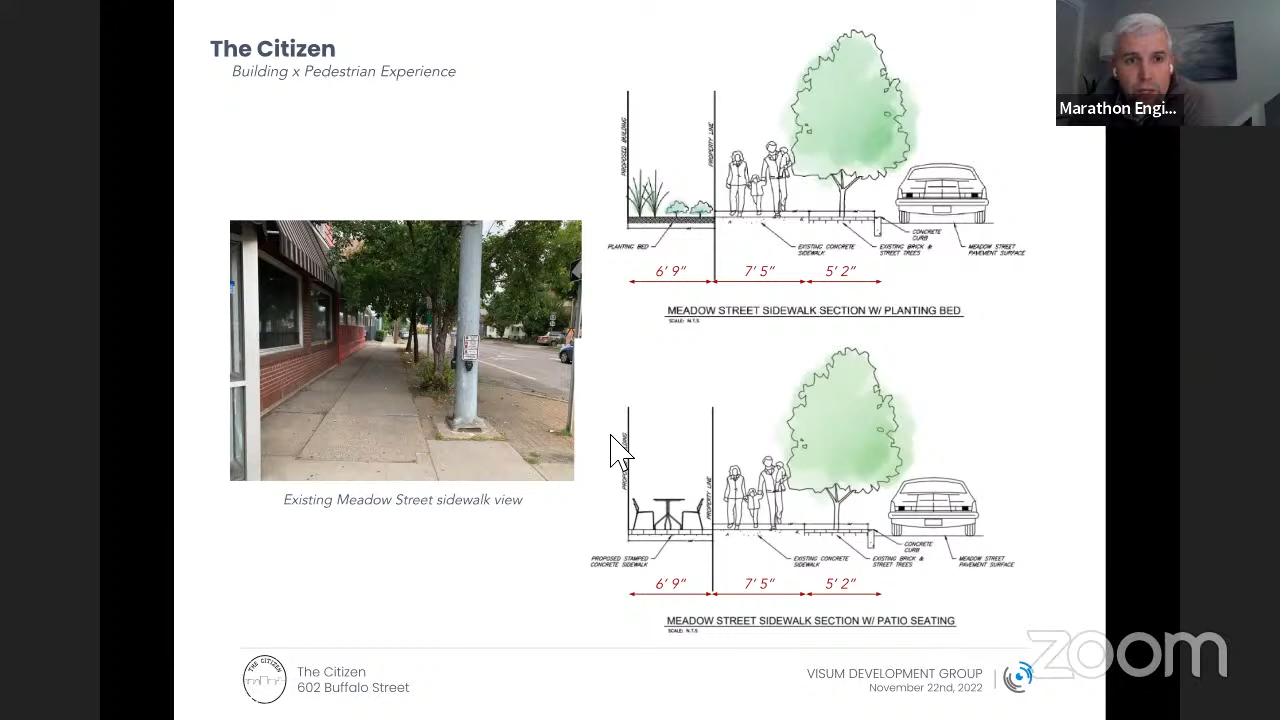 The Citizen
Building x Pedestrian Experience
Marathon Engi...
PROPOSED BUILDING
PROPERTY LINE
PLANTING BED
EXISTING CONCRETE
SIDEWALK
CONCRETE
CURB
EXISTING BRICK &
STREET TREES
MEADOW STREET
PAVEMENT SURFACE
6' 9"
7' 5"
5' 2"
MEADOW STREET SIDEWALK SECTION W/ PLANTING BED
SCALE: N.T.S
Existing Meadow Street sidewalk view
PROPERTY LINE
PROPOSED STAMPED
CONCRETE SIDEWALK
EXISTING CONCRETE
SIDEWALK
CONCRETE
CURB
EXISTING BRICK &
STREET TREES
MEADOW STREET
PAVEMENT SURFACE
6' 9"
7' 5"
5' 2"
MEADOW STREET SIDEWALK SECTION W/ PATIO SEATING
SCALE: N.T.S
THE CITIZEN
The Citizen
602 Buffalo Street
VISUM DEVELOPMENT GROUP
November 22nd, 2022
zoom